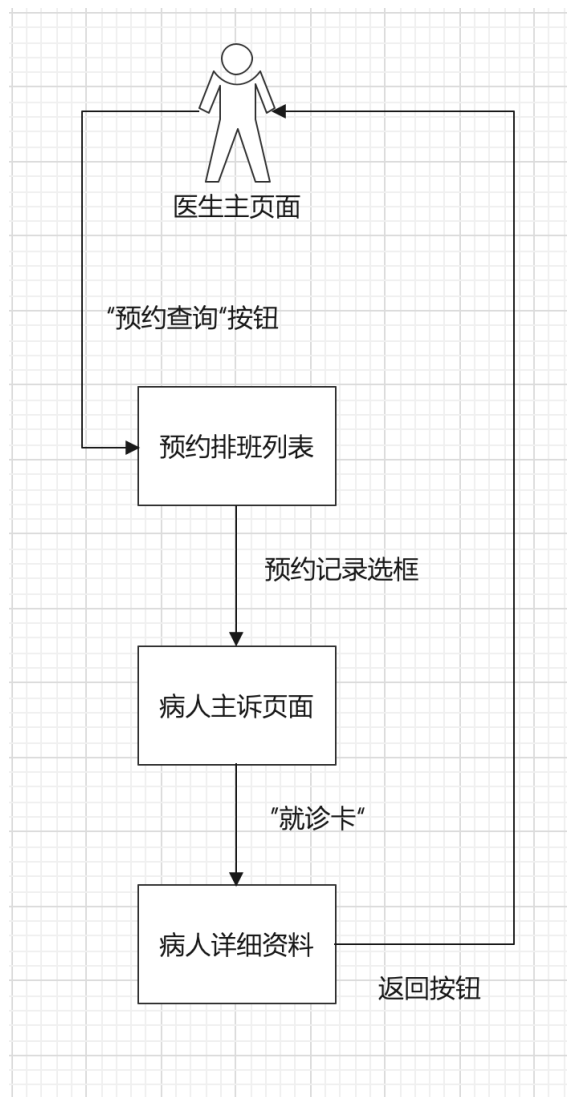 医生主页面
“预约查询“按钮
预约排班列表
预约记录选框
病人主诉页面
”就诊卡“
病人详细资料
返回按钮